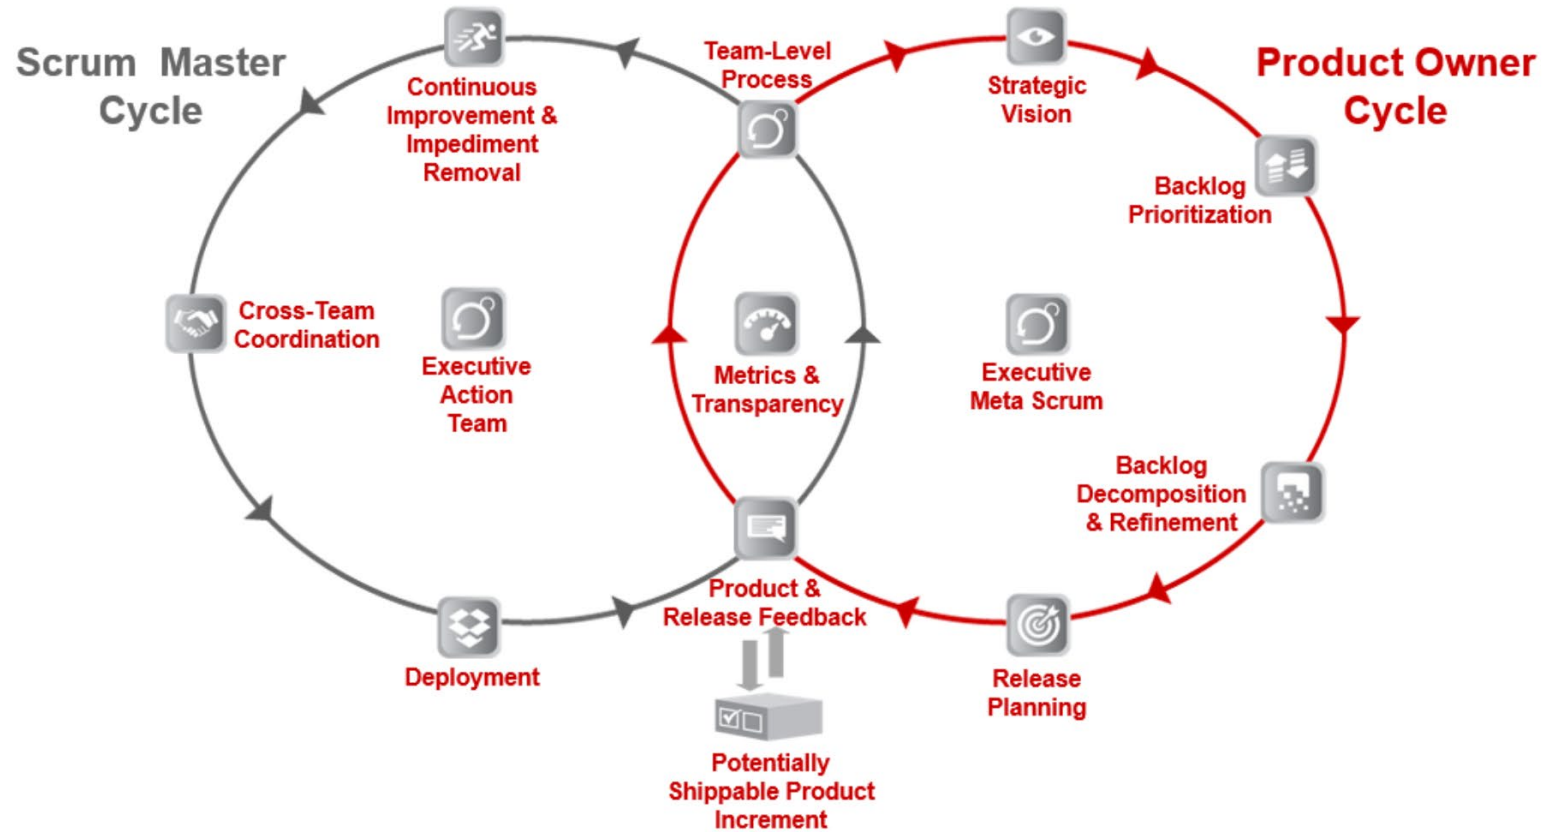 Scrum Master
Cycle
Product Owner
Cycle
Team-Level
Process
Continuous
Improvement &
Impediment
Removal
Strategic
Vision
Backlog
Prioritization
Cross-Team
Coordination
Executive
Action
Team
Metrics &
Transparency
Executive
Meta Scrum
Backlog
Decomposition
& Refinement
Product &
Release Feedback
Deployment
Release
Planning
Potentially
Shippable Product
Increment